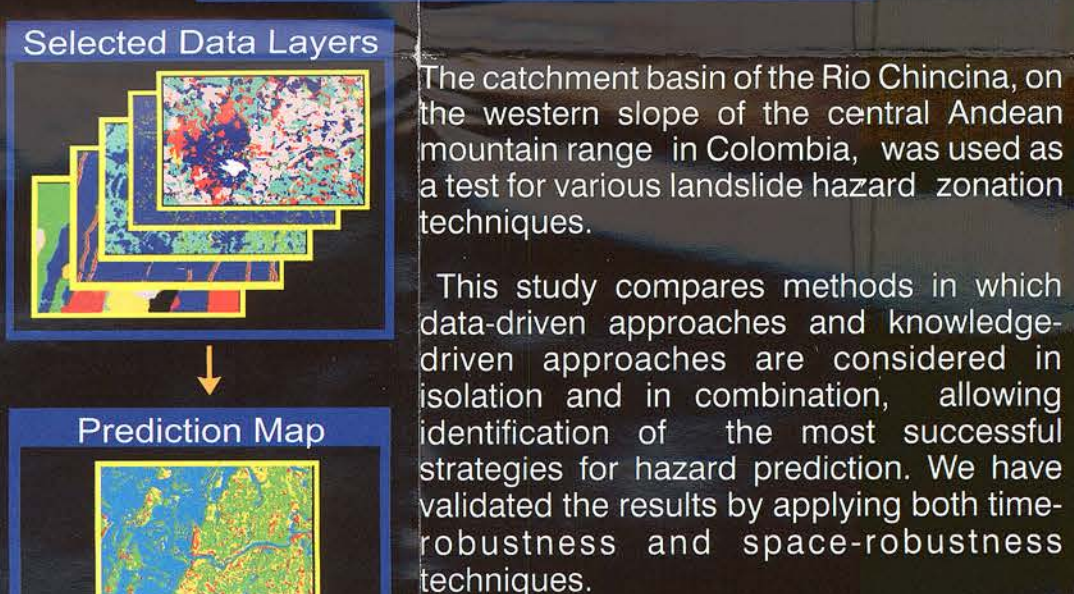 Selected Data Layers
The catchment basin of the Rio Chincina, on
the western slope of the central Andean
mountain range in Colombia, was used as
a test for various landslide hazard zonation
techniques.
This study compares methods in which
data-driven approaches and knowledge-
driven approaches are considered in
isolation and in combination, allowing
identification of the most successful
strategies for hazard prediction. We have
validated the results by applying both time-
robustness and space-robustness
techniques.
Prediction Map